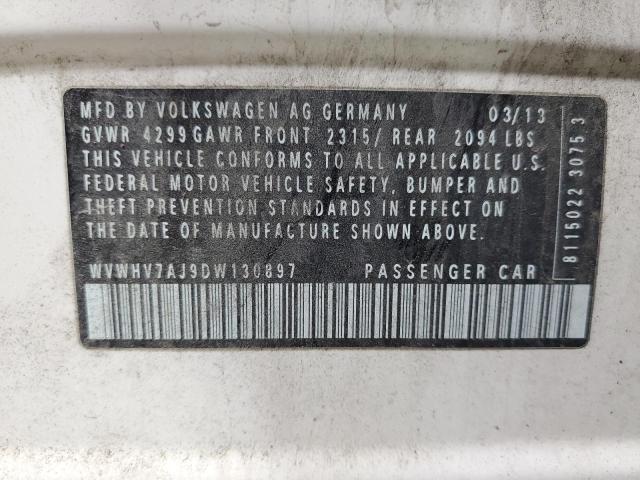 MFD BY VOLKSWAGEN AG GERMANY 03/13
GVWR 4299 GAWR FRONT 2315/ REAR 2094 LBS
THIS VEHICLE CONFORMS TO ALL APPLICABLE U.S.
FEDERAL MOTOR VEHICLE SAFETY, BUMPER AND
THEFT PREVENTION STANDARDS IN EFFECT ON
THE DATE OF MANUFACTURE SHOWN ABOVE.
WVWHV7AJ9DW130897 PASSENGER CAR
8115022 3075 3